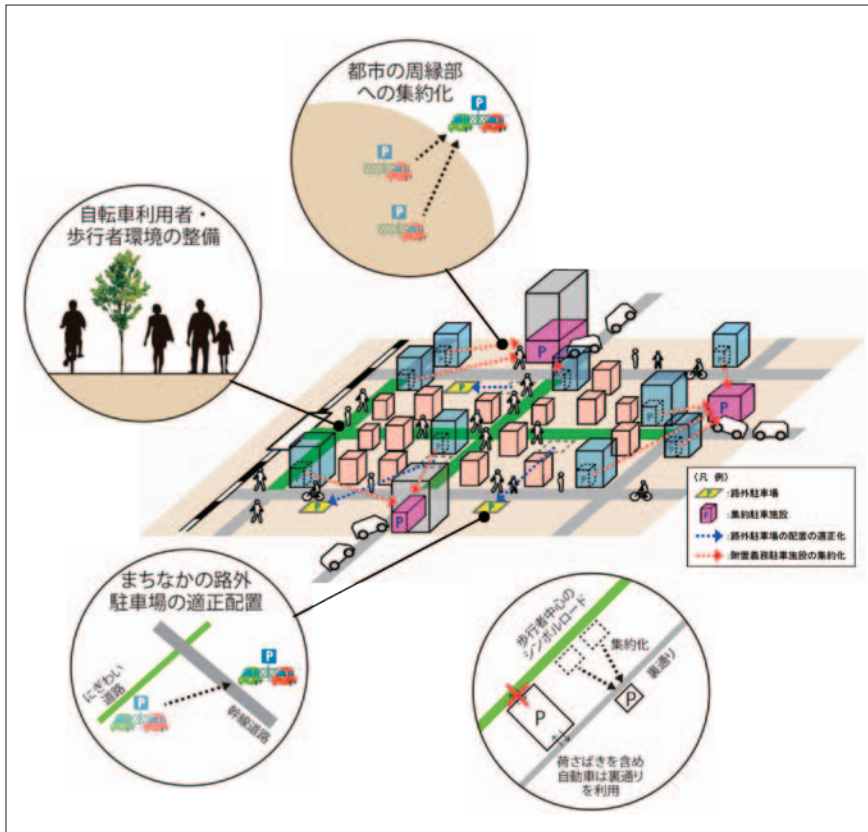 都市の周縁部
への集約化
P
P
P
自転車利用者・
歩行者環境の整備
P
P
P
P
P
P
〈凡 例〉
P :路外駐車場
P :集約駐車施設
:路外駐車場の配置の適正化
:附置義務駐車施設の集約化
まちなかの路外
駐車場の適正配置
にぎわい
道路
P
P
幹線道路
歩行者中心の
シンボルロード
集約化
裏通り
P
P
荷さばきを含め
自動車は裏通り
を利用